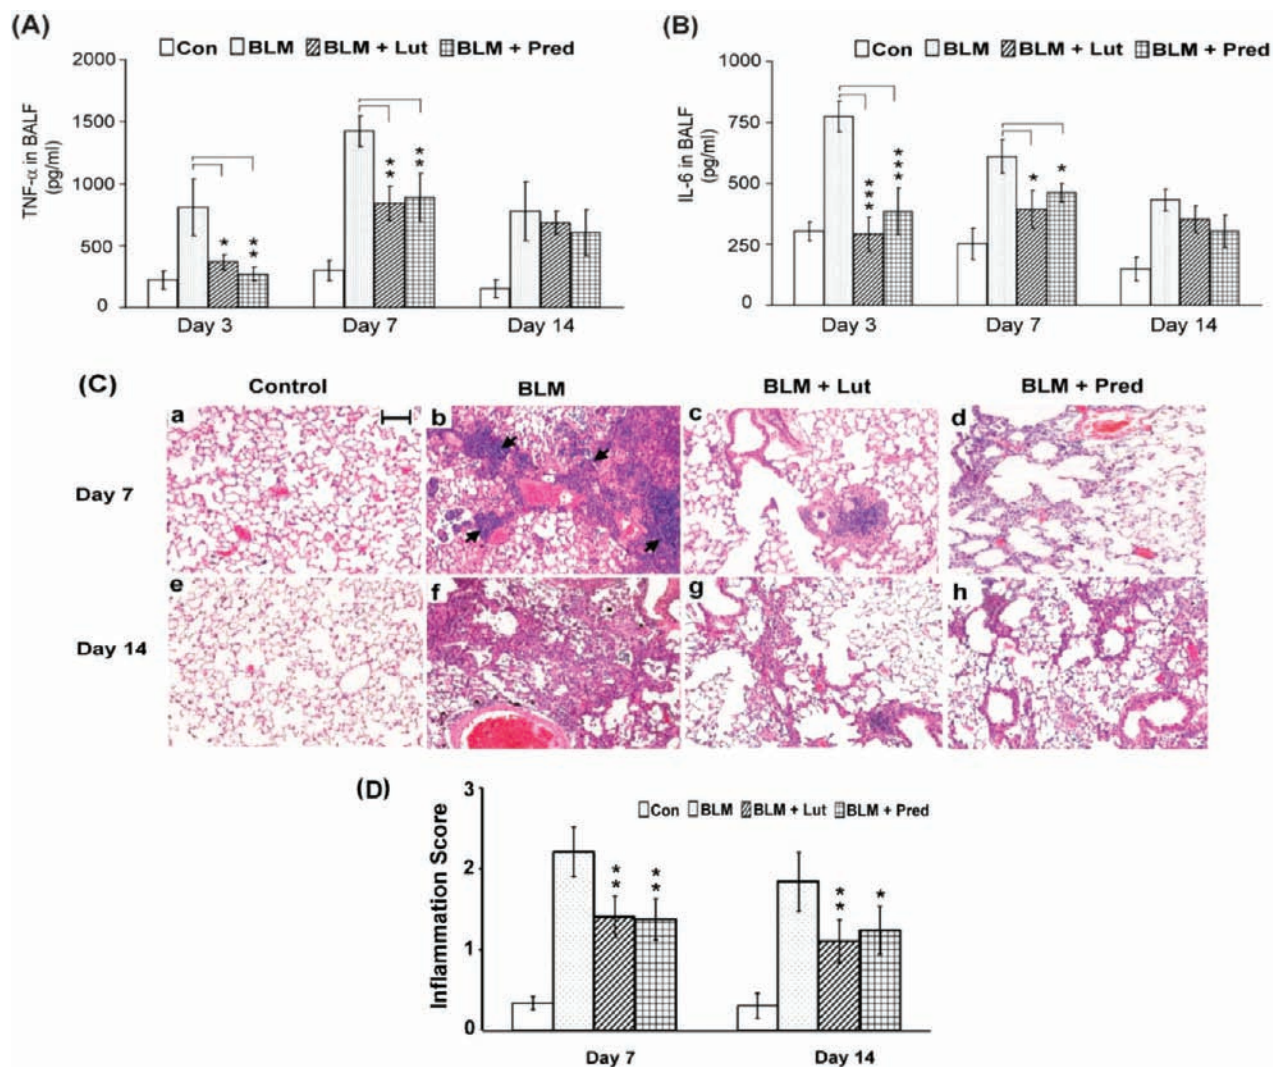 (A)
Con BLM BLM + Lut BLM + Pred
TNF-α in BALF
(pg/ml)
2000
1500
1000
500
0
* **
** **
Day 3 Day 7 Day 14
(B)
Con BLM BLM + Lut BLM + Pred
IL-6 in BALF
(pg/ml)
1000
750
500
250
0
*** ***
* *
Day 3 Day 7 Day 14
(C)
Control BLM BLM + Lut BLM + Pred
Day 7
a b c d
Day 14
e f g h
(D)
Con BLM BLM + Lut BLM + Pred
Inflammation Score
3
2
1
0
** **
** *
Day 7 Day 14